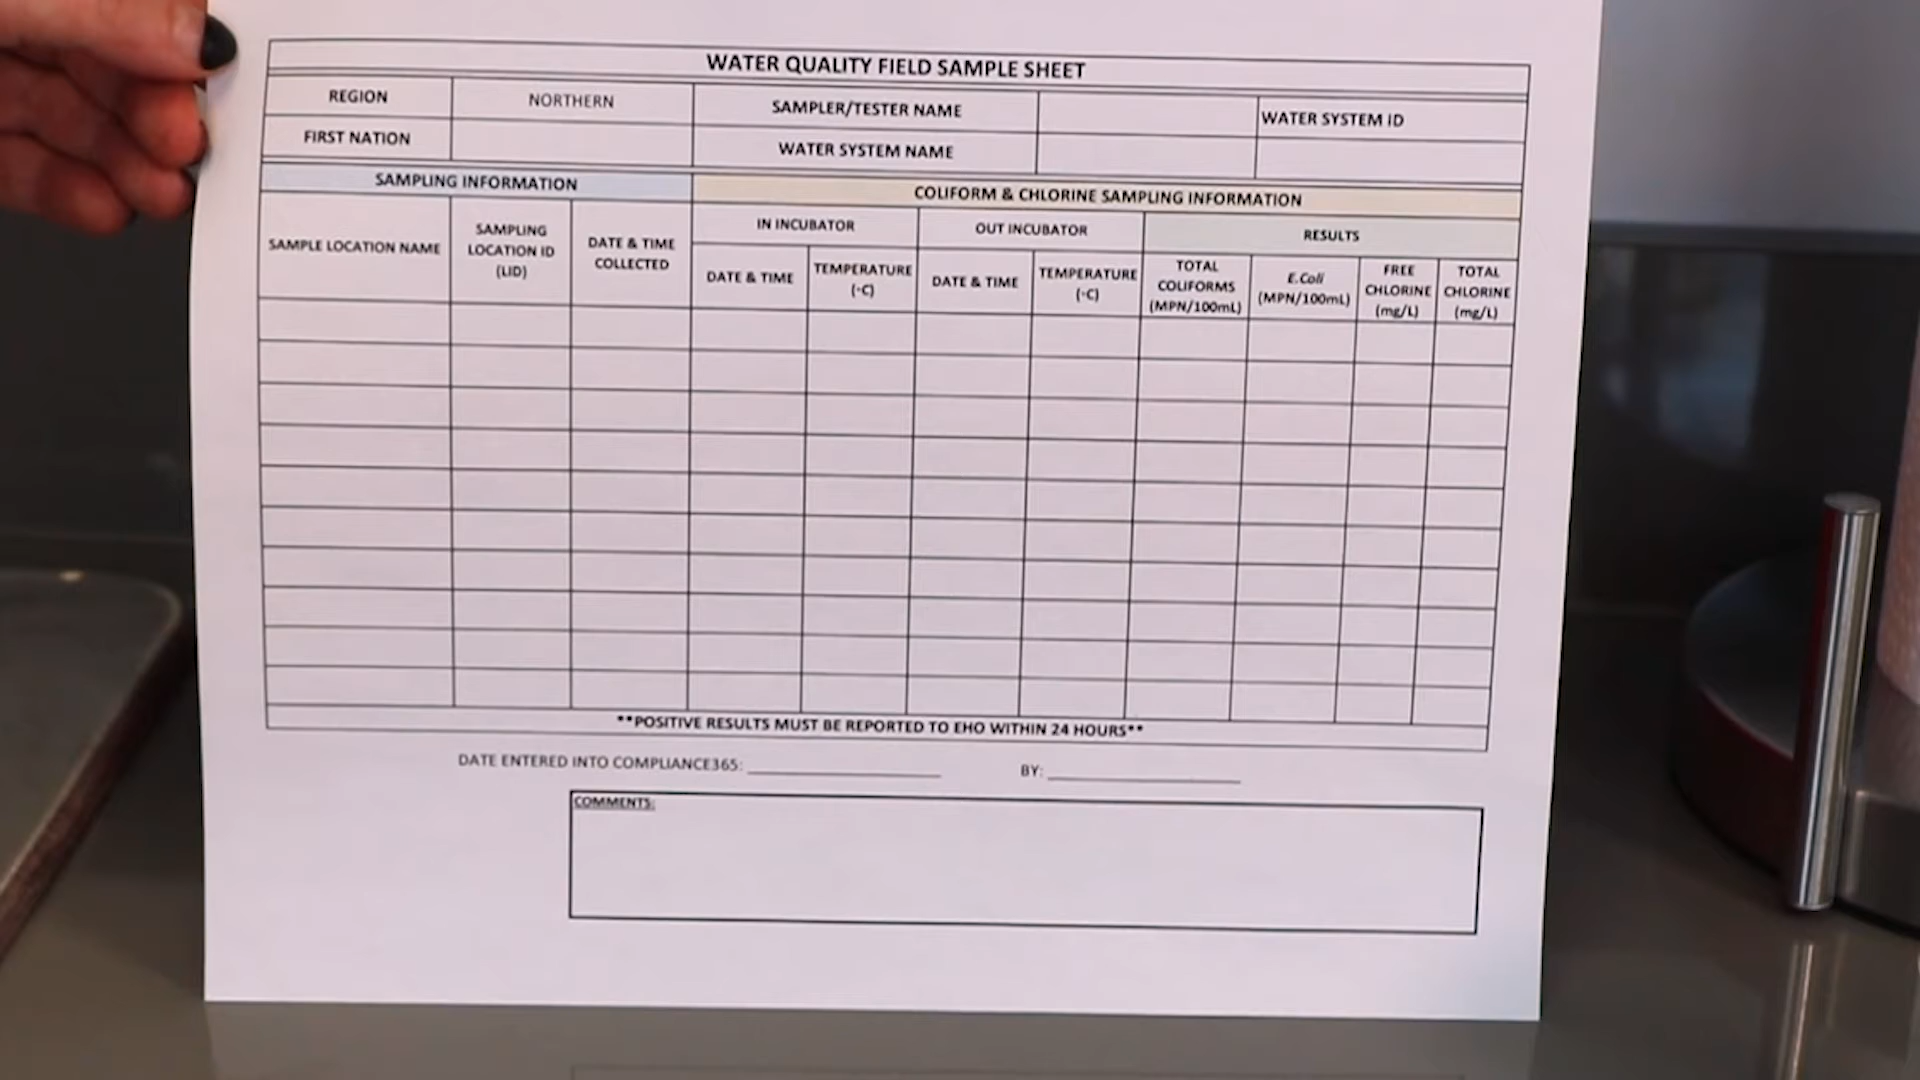 WATER QUALITY FIELD SAMPLE SHEET
REGION NORTHERN SAMPLER/TESTER NAME WATER SYSTEM ID
FIRST NATION WATER SYSTEM NAME
SAMPLING INFORMATION COLIFORM & CHLORINE SAMPLING INFORMATION
SAMPLE LOCATION NAME
SAMPLING
LOCATION ID
(LID)
DATE & TIME
COLLECTED
IN INCUBATOR OUT INCUBATOR RESULTS
DATE & TIME
TEMPERATURE
(◦C)
DATE & TIME
TEMPERATURE
(◦C)
TOTAL
COLIFORMS
(MPN/100mL)
E.Coli
(MPN/100mL)
FREE
CHLORINE
(mg/L)
TOTAL
CHLORINE
(mg/L)
**POSITIVE RESULTS MUST BE REPORTED TO EHO WITHIN 24 HOURS**
DATE ENTERED INTO COMPLIANCE365: BY:
COMMENTS: